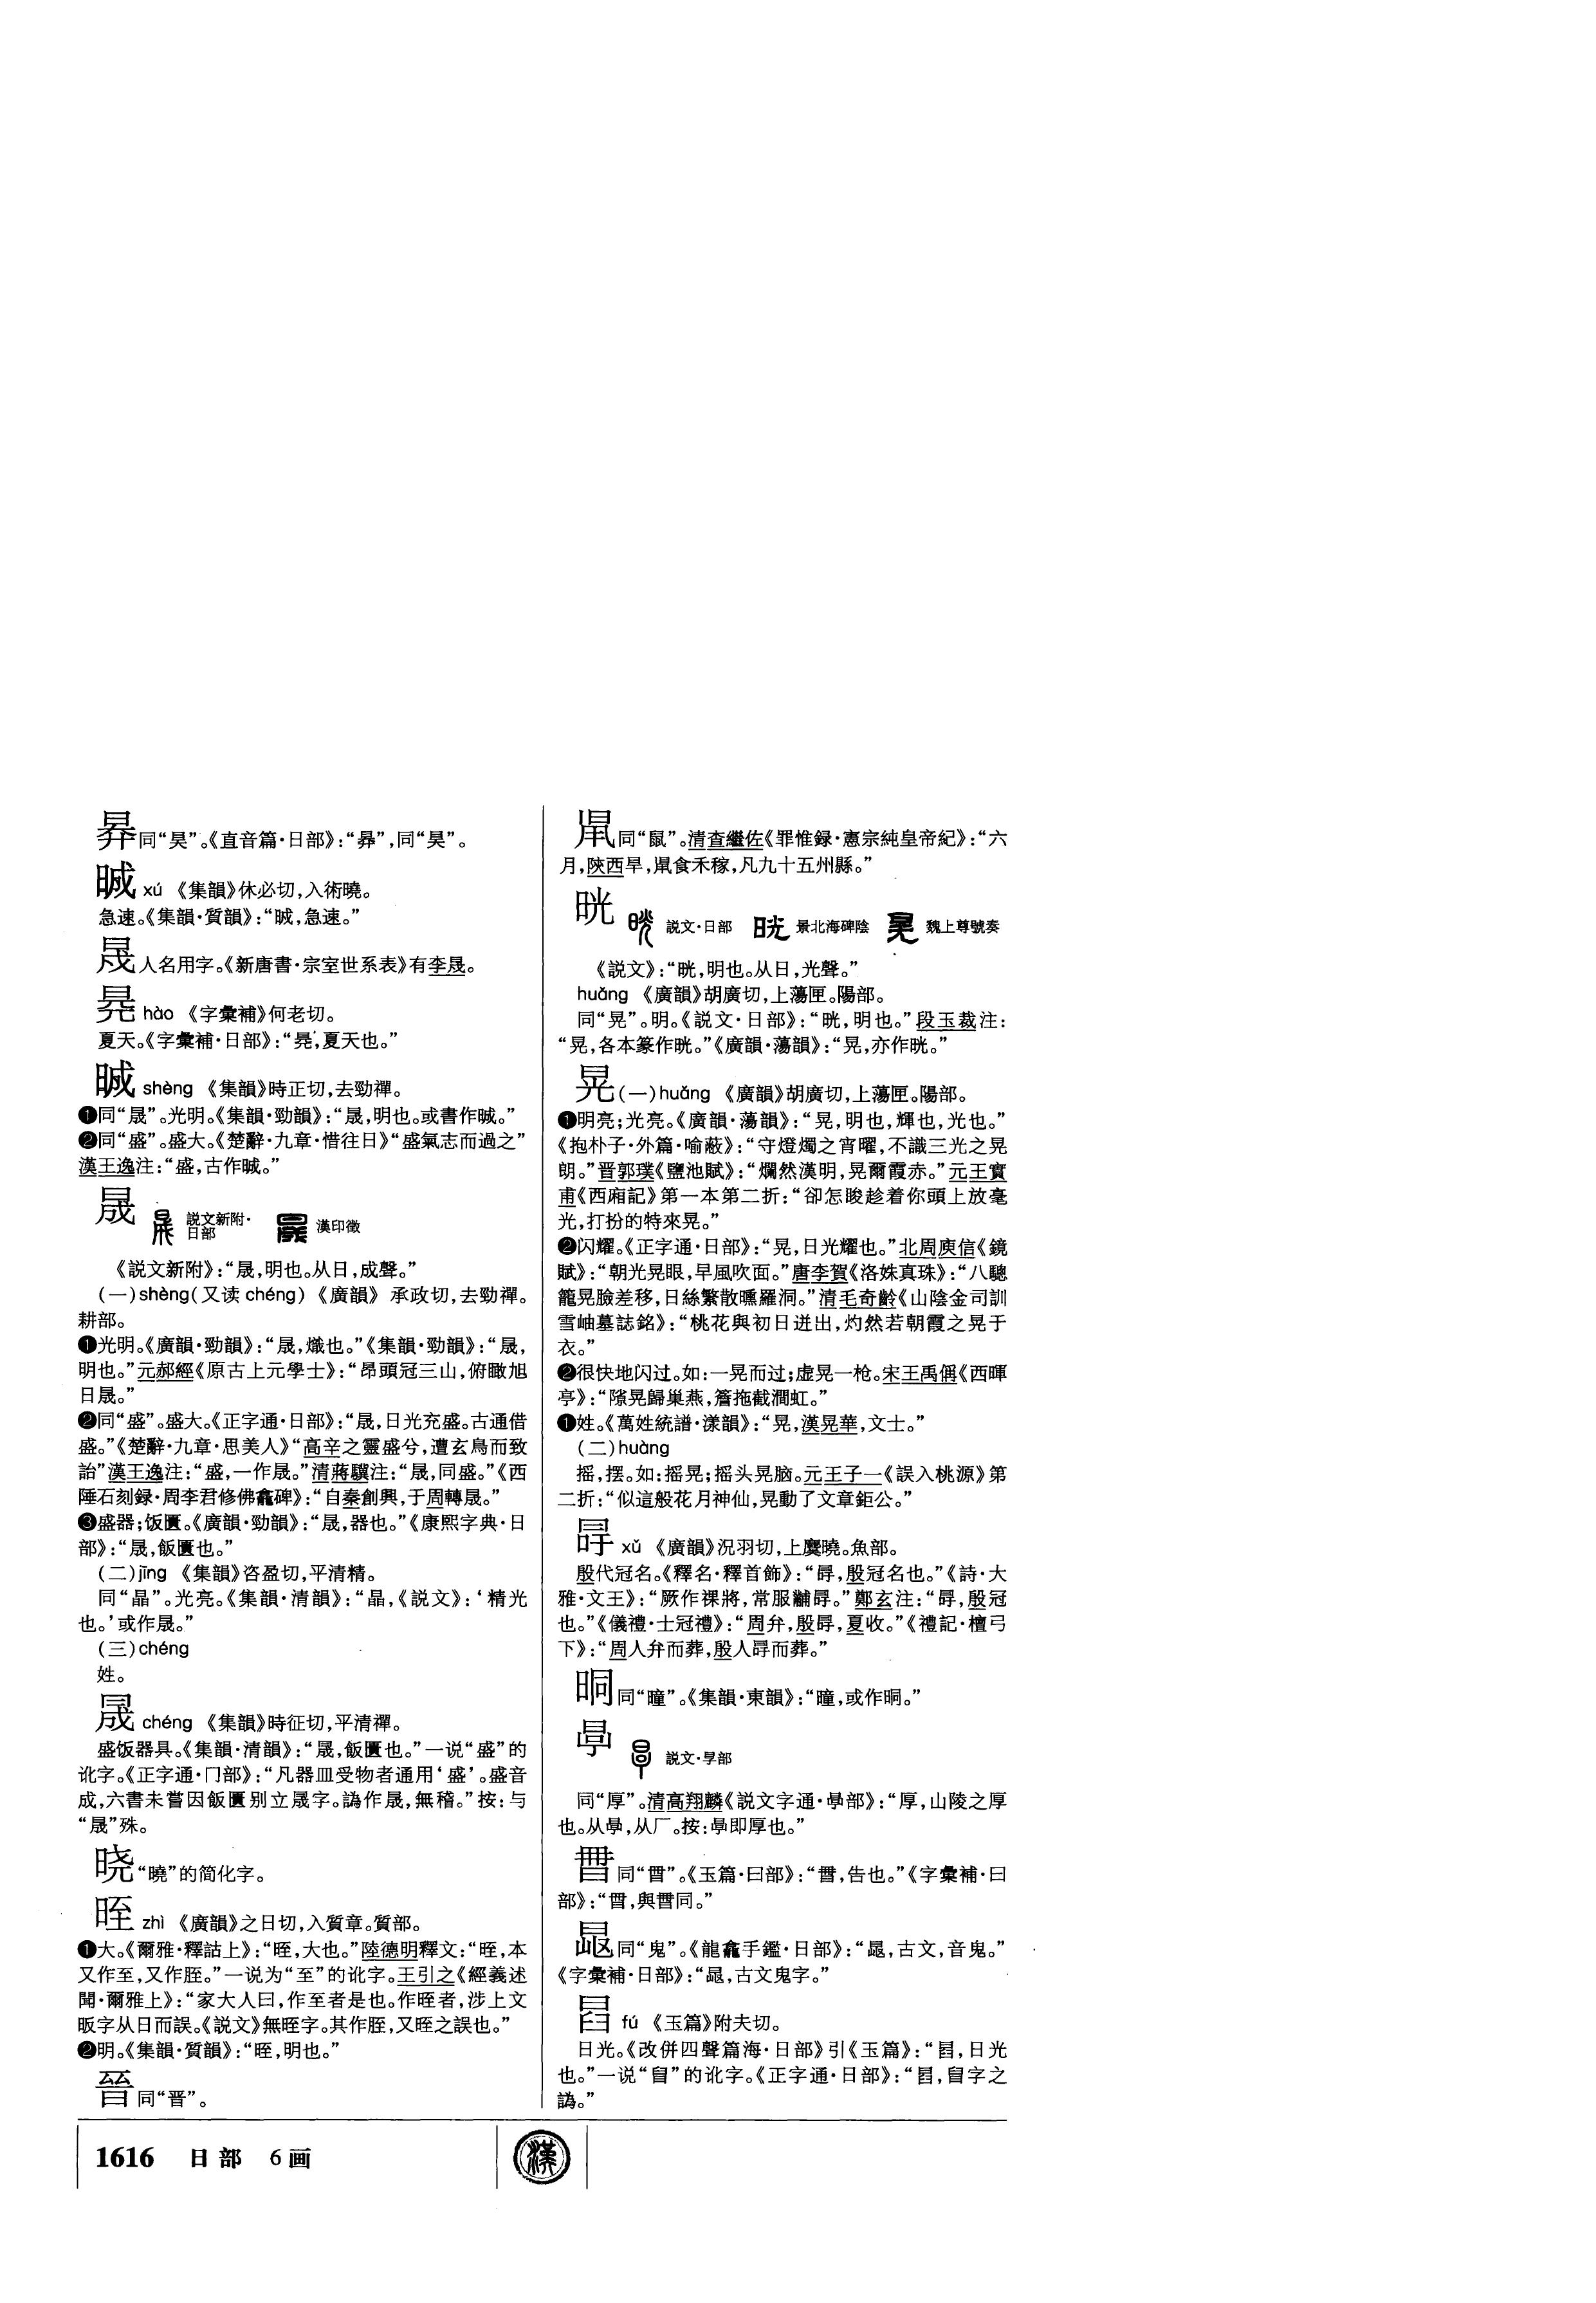 同“昊”。《直音篇·日部》：“昇”，同“昊”。
xú 《集韻》休必切，入術曉。
急速。《集韻·質韻》：“㖑，急速。”
人名用字。《新唐書·宗室世系表》有李晟。
hào 《字彙補》何老切。
夏天。《字彙補·日部》：“，夏天也。”
晠 shèng 《集韻》時正切，去勁禪。
❶同“晟”。光明。《集韻·勁韻》：“晟，明也。或書作晠。”
❷同“盛”。盛大。《楚辭·九章·惜往日》“盛氣志而過之”
漢王逸注：“盛，古作晠。”
晟 説文新附·日部 漢印徵
《説文新附》：“晟，明也。从日，成聲。”
(一)shèng(又读 chéng) 《廣韻》 承政切，去勁禪。
耕部。
❶光明。《廣韻·勁韻》：“晟，熾也。”《集韻·勁韻》：“晟，
明也。”元郝經《原古上元學士》：“昂頭冠三山，俯瞰旭
日晟。”
❷同“盛”。盛大。《正字通·日部》：“晟，日光充盛。古通借
盛。”《楚辭·九章·思美人》“高辛之靈盛兮，遭玄鳥而致
詒”漢王逸注：“盛，一作晟。”清蔣驥注：“晟，同盛。”《西
陲石刻録·周李君修佛龕碑》：“自秦創興，于周轉晟。”
❸盛器；饭匱。《廣韻·勁韻》：“晟，器也。”《康熙字典·日
部》：“晟，飯匱也。”
(二)jīng 《集韻》咨盈切，平清精。
同“晶”。光亮。《集韻·清韻》：“晶，《説文》：‘精光
也。’或作晟。”
(三)chéng
姓。
chéng 《集韻》時征切，平清禪。
盛饭器具。《集韻·清韻》：“，飯匱也。”一说“盛”的
讹字。《正字通·冂部》：“凡器皿受物者通用‘盛’。盛音
成，六書未嘗因飯匱别立字。譌作，無稽。”按：与
“晟”殊。
晓 “曉”的简化字。
晊 zhì 《廣韻》之日切，入質章。質部。
❶大。《爾雅·釋詁上》：“晊，大也。”陸德明釋文：“晊，本
又作至，又作胵。”一说为“至”的讹字。王引之《經義述
聞·爾雅上》：“家大人曰，作至者是也。作晊者，涉上文
昄字从日而誤。《説文》無晊字。其作胵，又晊之誤也。”
❷明。《集韻·質韻》：“晊，明也。”
晉 同“晋”。
同“鼠”。清查繼佐《罪惟録·憲宗純皇帝紀》：“六
月，陝西旱，食禾稼，凡九十五州縣。”
晄 説文·日部 景北海碑陰 魏上尊號奏
《説文》：“晄，明也。从日，光聲。”
huǎng 《廣韻》胡廣切，上蕩匣。陽部。
同“晃”。明。《説文·日部》：“晄，明也。”段玉裁注：
“晃，各本篆作晄。”《廣韻·蕩韻》：“晃，亦作晄。”
晃 (一)huǎng 《廣韻》胡廣切，上蕩匣。陽部。
❶明亮；光亮。《廣韻·蕩韻》：“晃，明也，輝也，光也。”
《抱朴子·外篇·喻蔽》：“守燈燭之宵曜，不識三光之晃
朗。”晋郭璞《鹽池賦》：“爛然漢明，晃爾霞赤。”元王實
甫《西廂記》第一本第二折：“卻怎睃趁着你頭上放毫
光，打扮的特來晃。”
❷闪耀。《正字通·日部》：“晃，日光耀也。”北周庾信《鏡
賦》：“朝光晃眼，早風吹面。”唐李賀《洛姝真珠》：“八驄
籠晃臉差移，日絲繁散曛羅洞。”清毛奇齡《山陰金司訓
雪岫墓誌銘》：“桃花與初日迸出，灼然若朝霞之晃于
衣。”
❷很快地闪过。如：一晃而过；虚晃一枪。宋王禹偁《西暉
亭》：“隙晃歸巢燕，簷拖截澗虹。”
❶姓。《萬姓統譜·漾韻》：“晃，漢晃華，文士。”
(二)huàng
摇，摆。如：摇晃；摇头晃脑。元王子一《誤入桃源》第
二折：“似這般花月神仙，晃動了文章鉅公。”
冔 xǔ 《廣韻》況羽切，上麌曉。魚部。
殷代冠名。《釋名·釋首飾》：“冔，殷冠名也。”《詩·大
雅·文王》：“厥作祼將，常服黼冔。”鄭玄注：“冔，殷冠
也。”《儀禮·士冠禮》：“周弁，殷冔，夏收。”《禮記·檀弓
下》：“周人弁而葬，殷人冔而葬。”
晍 同“曈”。《集韻·東韻》：“曈，或作晍。”
説文·㫗部
同“厚”。清高翔麟《説文字通·㫗部》：“厚，山陵之厚
也。从㫗，从厂。按：㫗即厚也。”
同“𠕋”。《玉篇·曰部》：“，告也。”《字彙補·曰
部》：“，與同。”
同“鬼”。《龍龕手鑑·日部》：“，古文，音鬼。”
《字彙補·日部》：“，古文鬼字。”
fú 《玉篇》附夫切。
日光。《改併四聲篇海·日部》引《玉篇》：“，日光
也。”一说“”的讹字。《正字通·日部》：“，字之
譌。”
1616 日部 6画
漢